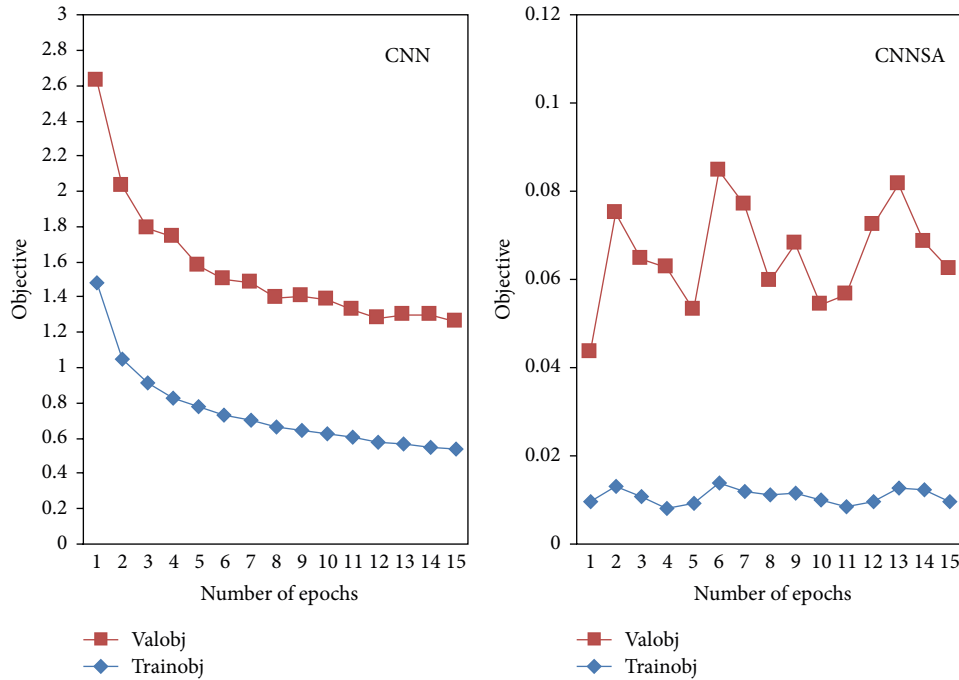 CNN
3
2.8
2.6
2.4
2.2
2
1.8
1.6
1.4
1.2
1
0.8
0.6
0.4
0.2
0
Objective
1 2 3 4 5 6 7 8 9 10 11 12 13 14 15
Number of epochs
Valobj
Trainobj
CNNSA
0.12
0.1
0.08
0.06
0.04
0.02
0
Objective
1 2 3 4 5 6 7 8 9 10 11 12 13 14 15
Number of epochs
Valobj
Trainobj